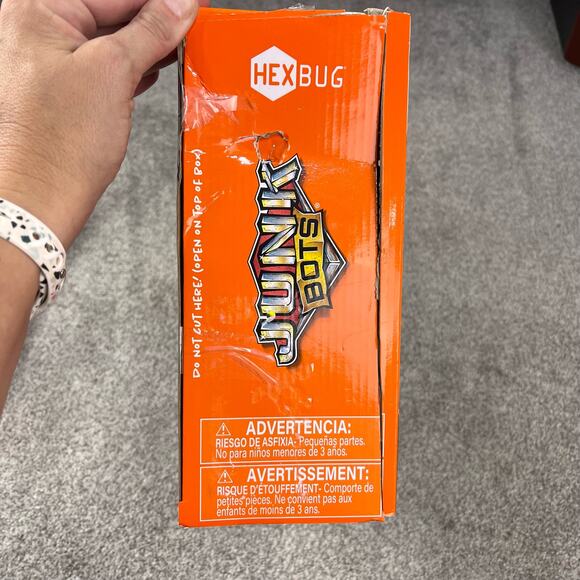 HEXBUG
DO NOT CUT HERE! (OPEN ON TOP OF BOX)
JUNK
BOTS
ADVERTENCIA:
RIESGO DE ASFIXIA- Pequeñas partes.
No para niños menores de 3 años.
AVERTISSEMENT:
RISQUE D'ÉTOUFFEMENT- Comporte de
petites pièces. Ne convient pas aux
enfants de moins de 3 ans.